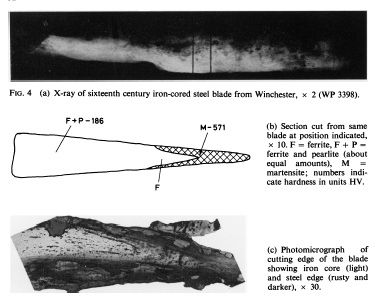 FIG. 4 (a) X-ray of sixteenth century iron-cored steel blade from Winchester, × 2 (WP 3398).
F+P-186
M-571
F
(b) Section cut from same
blade at position indicated,
× 10. F = ferrite, F + P =
ferrite and pearlite (about
equal amounts), M =
martensite; numbers indi-
cate hardness in units HV.
(c) Photomicrograph of
cutting edge of the blade
showing iron core (light)
and steel edge (rusty and
darker), × 30.